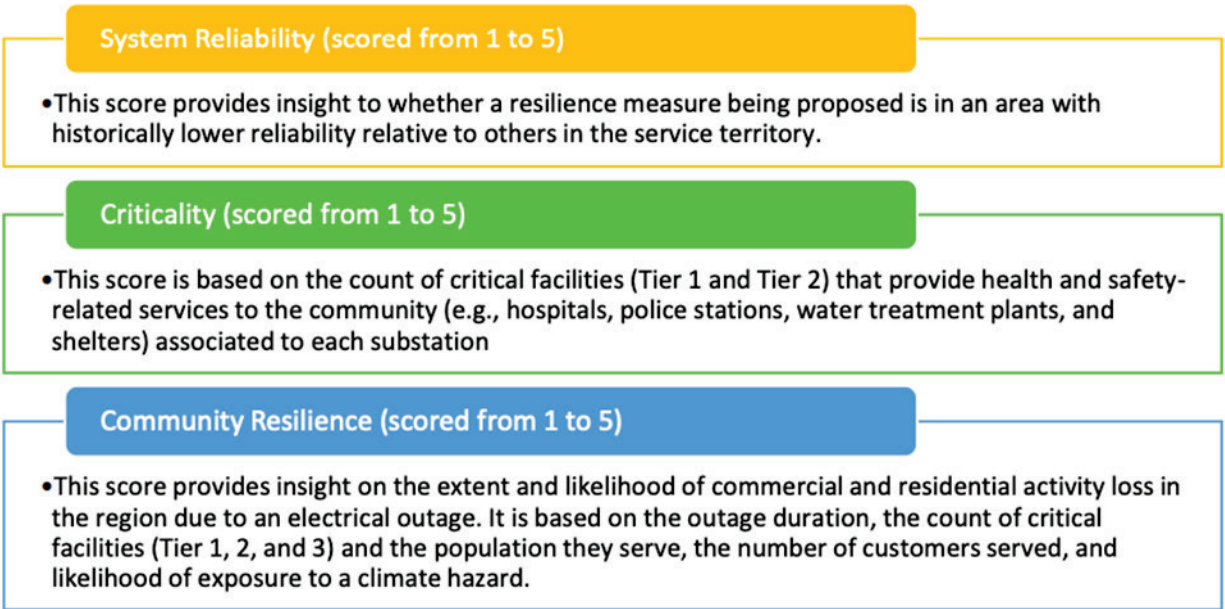 System Reliability (scored from 1 to 5)
•This score provides insight to whether a resilience measure being proposed is in an area with
historically lower reliability relative to others in the service territory.
Criticality (scored from 1 to 5)
•This score is based on the count of critical facilities (Tier 1 and Tier 2) that provide health and safety-
related services to the community (e.g., hospitals, police stations, water treatment plants, and
shelters) associated to each substation
Community Resilience (scored from 1 to 5)
•This score provides insight on the extent and likelihood of commercial and residential activity loss in
the region due to an electrical outage. It is based on the outage duration, the count of critical
facilities (Tier 1, 2, and 3) and the population they serve, the number of customers served, and
likelihood of exposure to a climate hazard.